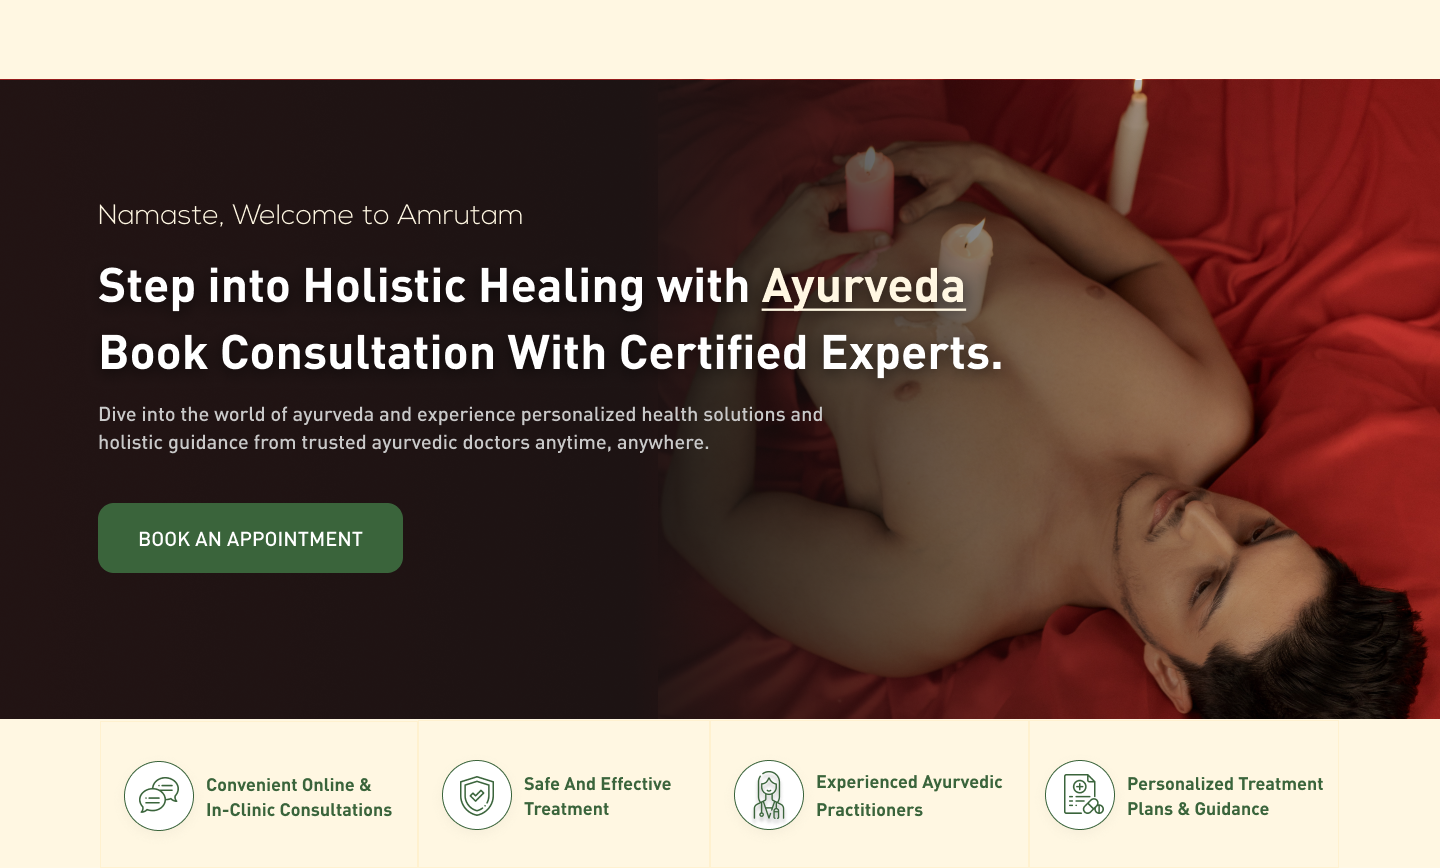 Namaste, Welcome to Amrutam
Step into Holistic Healing with Ayurveda
Book Consultation With Certified Experts.
Dive into the world of ayurveda and experience personalized health solutions and
holistic guidance from trusted ayurvedic doctors anytime, anywhere.
BOOK AN APPOINTMENT
Convenient Online &
In-Clinic Consultations
Safe And Effective
Treatment
Experienced Ayurvedic
Practitioners
Personalized Treatment
Plans & Guidance